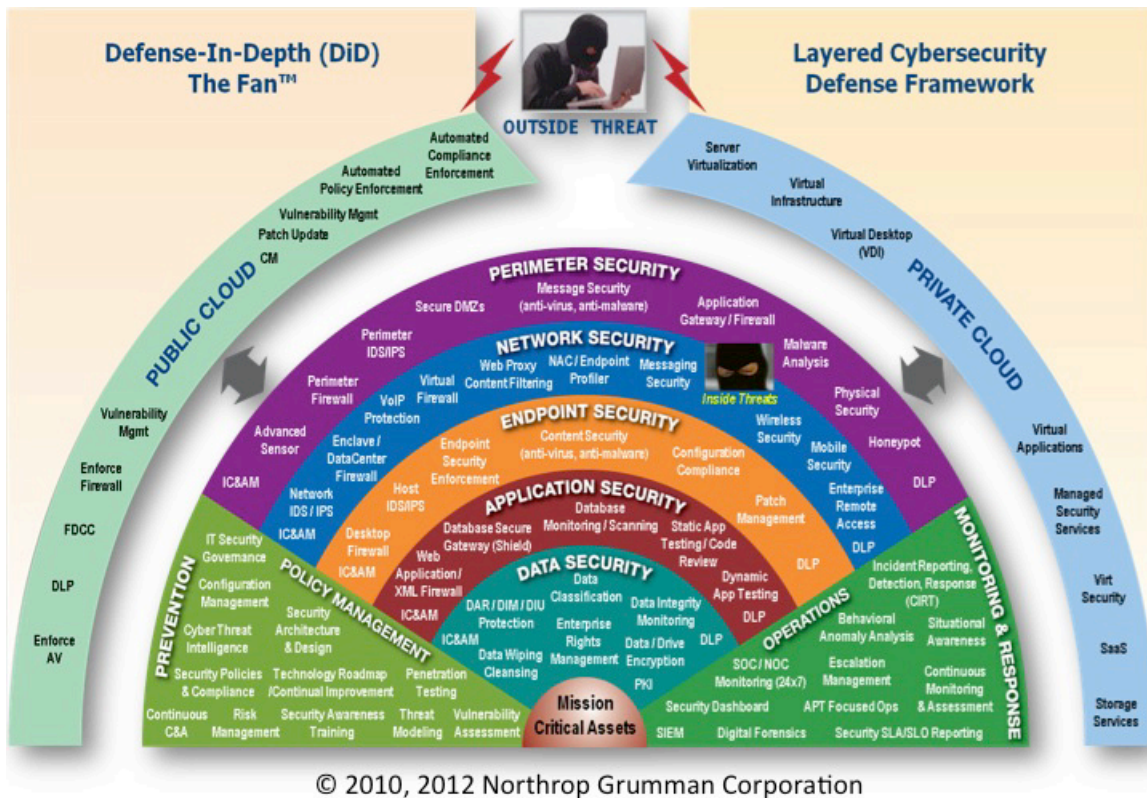 Defense-In-Depth (DiD)
The Fan™
Layered Cybersecurity
Defense Framework
OUTSIDE THREAT
Automated
Compliance
Enforcement
Automated
Policy Enforcement
Vulnerability Mgmt
Patch Update
CM
PUBLIC CLOUD
Vulnerability
Mgmt
Enforce
Firewall
FDCC
DLP
Enforce
AV
Server
Virtualization
Virtual
Infrastructure
Virtual Desktop
(VDI)
PRIVATE CLOUD
Virtual
Applications
Managed
Security
Services
Virt
Security
SaaS
Storage
Services
PERIMETER SECURITY
IC&AM
Advanced
Sensor
Perimeter
Firewall
Perimeter
IDS/IPS
Secure DMZs
Message Security
(anti-virus, anti-malware)
Application
Gateway / Firewall
Malware
Analysis
Physical
Security
Honeypot
DLP
NETWORK SECURITY
IC&AM
Network
IDS / IPS
Enclave /
DataCenter
Firewall
VoIP
Protection
Virtual
Firewall
Web Proxy
Content Filtering
NAC / Endpoint
Profiler
Messaging
Security
Inside Threats
Wireless
Security
Mobile
Security
Enterprise
Remote
Access
DLP
ENDPOINT SECURITY
IC&AM
Desktop
Firewall
Host
IDS/IPS
Endpoint
Security
Enforcement
Content Security
(anti-virus, anti-malware)
Configuration
Compliance
Patch
Management
DLP
APPLICATION SECURITY
IC&AM
Web
Application /
XML Firewall
Database Secure
Gateway (Shield)
Database
Monitoring / Scanning
Static App
Testing / Code
Review
Dynamic
App Testing
DLP
DATA SECURITY
IC&AM
DAR / DIM / DIU
Protection
Data
Classification
Data Integrity
Monitoring
Data Wiping
Cleansing
Enterprise
Rights
Management
Data / Drive
Encryption
PKI
DLP
Mission
Critical Assets
PREVENTION
POLICY MANAGEMENT
IT Security
Governance
Configuration
Management
Security
Architecture
& Design
Cyber Threat
Intelligence
Security Policies
& Compliance
Technology Roadmap
/Continual Improvement
Penetration
Testing
Continuous
C&A
Risk
Management
Security Awareness
Training
Threat
Modeling
Vulnerability
Assessment
OPERATIONS
MONITORING & RESPONSE
Incident Reporting,
Detection, Response
(CIRT)
Behavioral
Anomaly Analysis
Situational
Awareness
SOC / NOC
Monitoring (24x7)
Escalation
Management
Continuous
Monitoring
& Assessment
Security Dashboard
APT Focused Ops
SIEM
Digital Forensics
Security SLA/SLO Reporting
© 2010, 2012 Northrop Grumman Corporation